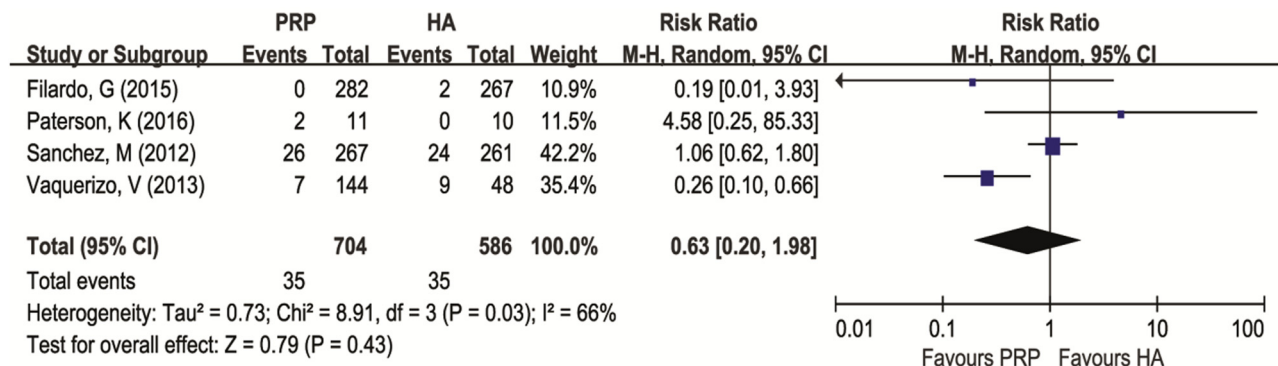 PRP HA Risk Ratio Risk Ratio
Study or Subgroup Events Total Events Total Weight M-H, Random, 95% CI M-H, Random, 95% CI
Filardo, G (2015) 0 282 2 267 10.9% 0.19 [0.01, 3.93]
Paterson, K (2016) 2 11 0 10 11.5% 4.58 [0.25, 85.33]
Sanchez, M (2012) 26 267 24 261 42.2% 1.06 [0.62, 1.80]
Vaquerizo, V (2013) 7 144 9 48 35.4% 0.26 [0.10, 0.66]
Total (95% CI) 704 586 100.0% 0.63 [0.20, 1.98]
Total events 35 35
Heterogeneity: Tau² = 0.73; Chi² = 8.91, df = 3 (P = 0.03); I² = 66%
Test for overall effect: Z = 0.79 (P = 0.43)
0.01 0.1 1 10 100
Favours PRP Favours HA